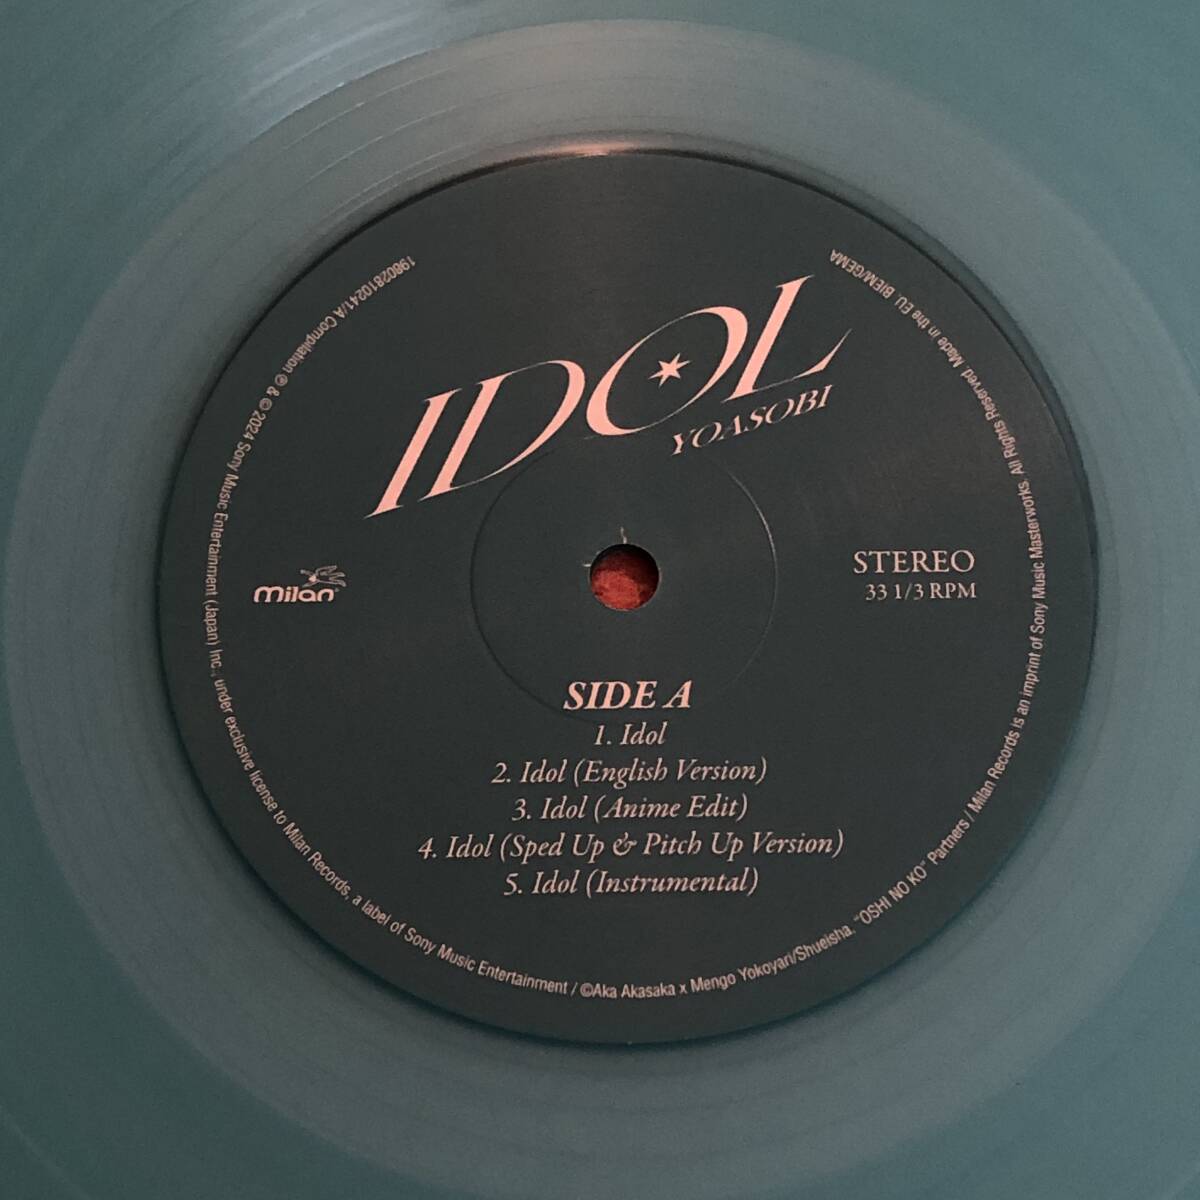 IDOL
YOASOBI
milan
STEREO
33 1/3 RPM
SIDE A
1. Idol
2. Idol (English Version)
3. Idol (Anime Edit)
4. Idol (Sped Up & Pitch Up Version)
5. Idol (Instrumental)
19802810241/A Compilation ℗ & © 2024 Sony Music Entertainment (Japan) Inc., under exclusive license to Milan Records, a label of Sony Music Entertainment / ©Aka Akasaka x Mengo Yokoyari/Shueisha. "OSHI NO KO" Partners / Milan Records is an imprint of Sony Music Masterworks. All Rights Reserved. Made in the EU. BIEM/GEMA